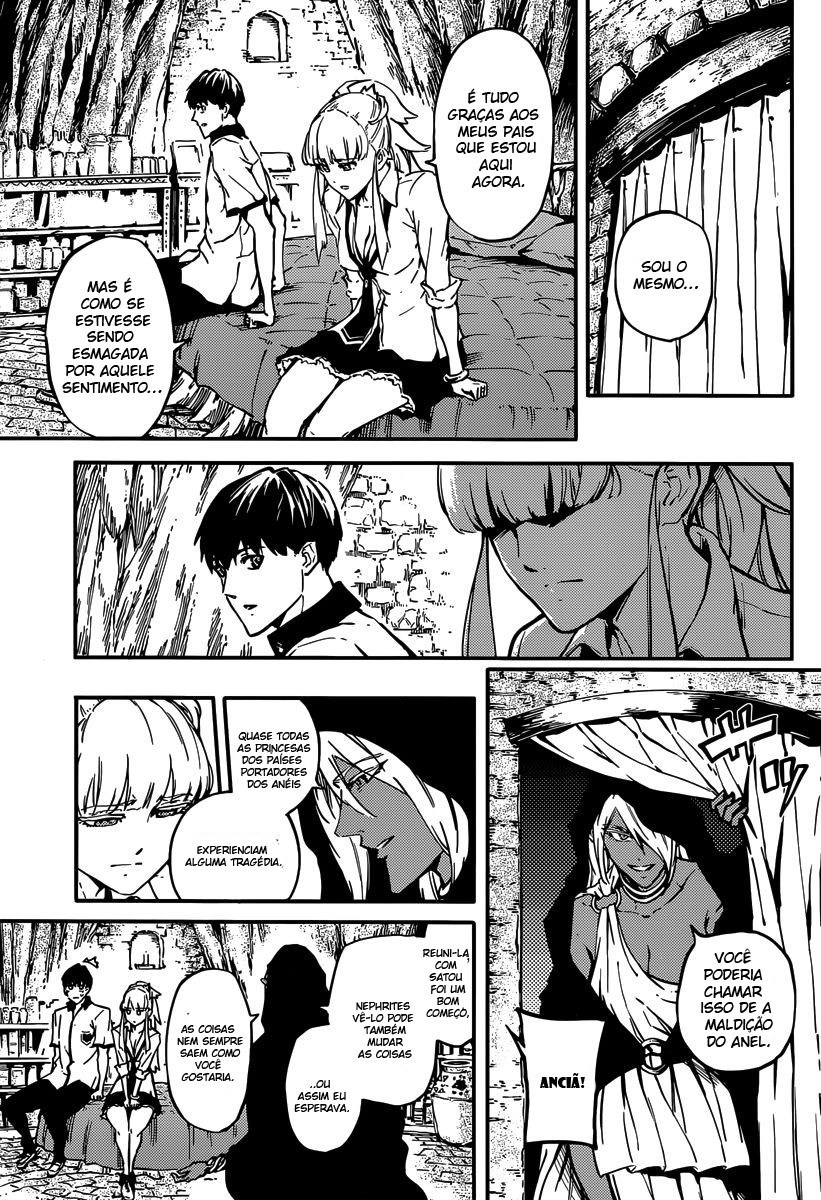 SOU O
MESMO...
É TUDO
GRAÇAS AOS
MEUS PAIS
QUE ESTOU
AQUI
AGORA.
MAS É
COMO SE
ESTIVESSE
SENDO
ESMAGADA
POR AQUELE
SENTIMENTO...
VOCÊ
PODERIA
CHAMAR
ISSO DE A
MALDIÇÃO
DO ANEL.
ANCIÃ!
QUASE TODAS
AS PRINCESAS
DOS PAÍSES
PORTADORES
DOS ANÉIS
EXPERIENCIAM
ALGUMA TRAGÉDIA.
REUNI-LA,
COM
SATOU
FOI UM
BOM
COMEÇO,
NEPHRITES
VÊ-LO PODE
TAMBÉM
MUDAR
AS COISAS
..OU
ASSIM EU
ESPERAVA.
AS COISAS
NEM SEMPRE
SAEM COMO
VOCÊ
GOSTARIA.